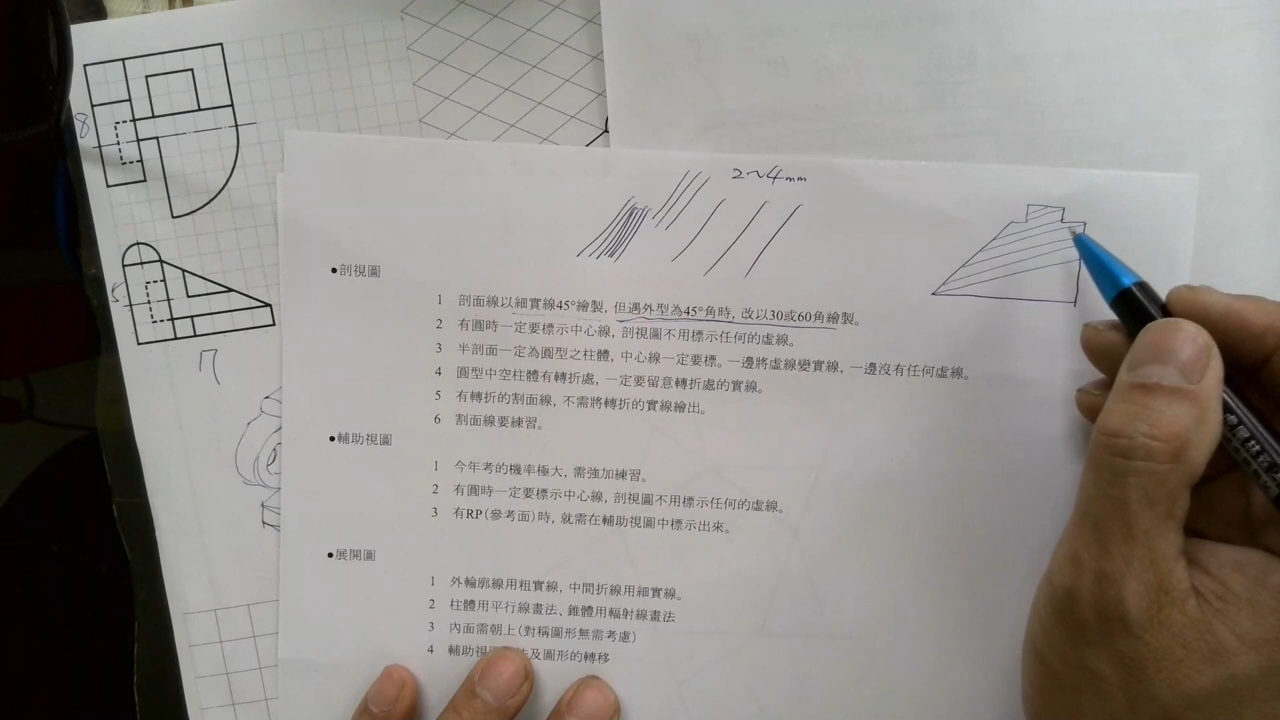 8
7
2~4mm
●剖視圖
1 剖面線以細實線45°繪製, 但遇外型為45°角時, 改以30或60角繪製。
2 有圓時一定要標示中心線, 剖視圖不用標示任何的虛線。
3 半剖面一定為圓型之柱體, 中心線一定要標。一邊將虛線變實線, 一邊沒有任何虛線。
4 圓型中空柱體有轉折處, 一定要留意轉折處的實線。
5 有轉折的割面線, 不需將轉折的實線繪出。
6 割面線要練習。
●輔助視圖
1 今年考的機率極大, 需強加練習。
2 有圓時一定要標示中心線, 剖視圖不用標示任何的虛線。
3 有RP(參考面)時, 就需在輔助視圖中標示出來。
●展開圖
1 外輪廓線用粗實線, 中間折線用細實線。
2 柱體用平行線畫法、錐體用輻射線畫法
3 內面需朝上(對稱圖形無需考慮)
4 輔助視 及圖形的轉移